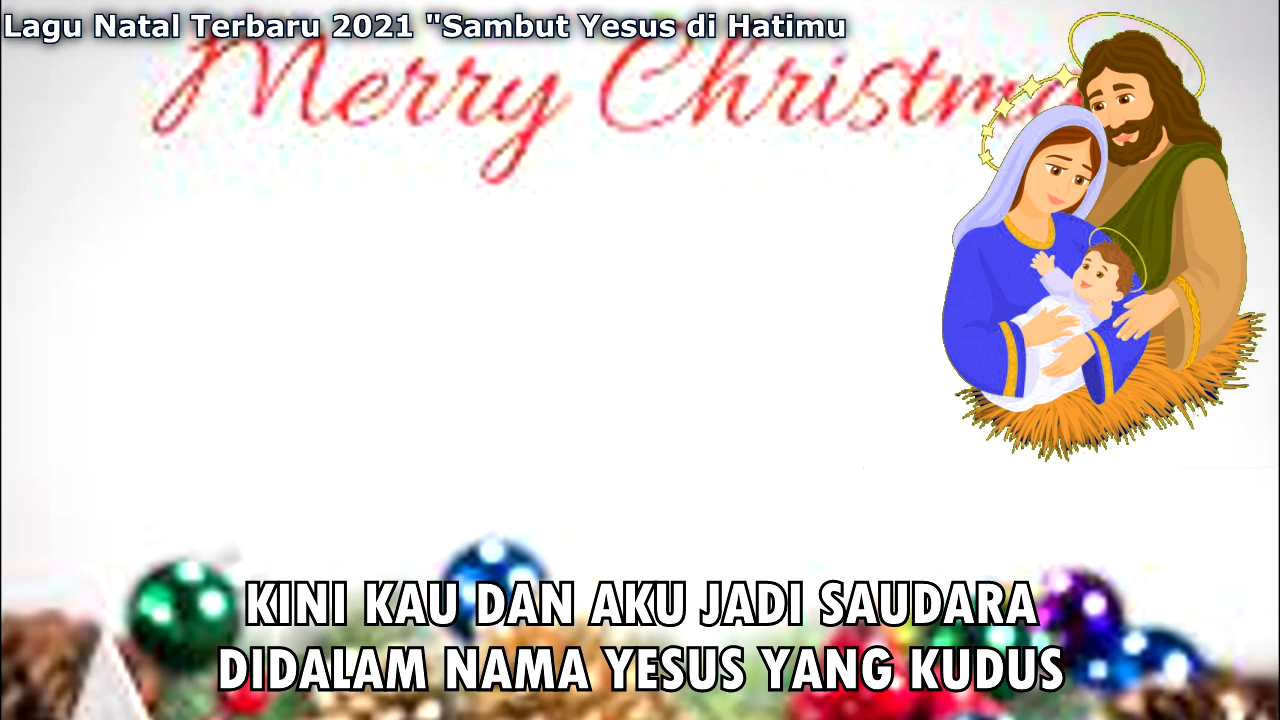 Lagu Natal Terbaru 2021 "Sambut Yesus di Hatimu
Merry Christma
KINI KAU DAN AKU JADI SAUDARA
DIDALAM NAMA YESUS YANG KUDUS